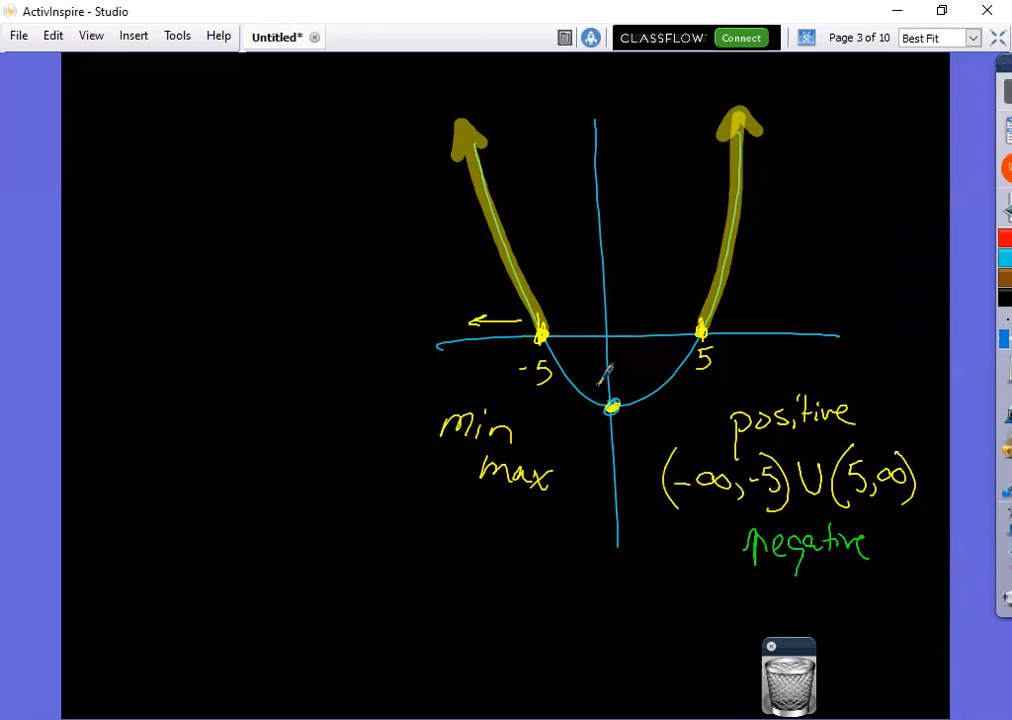 ActivInspire - Studio
File Edit View Insert Tools Help
Untitled*
CLASSFLOW Connect
Page 3 of 10
Best Fit
-5
5
min
max
positive
(-∞,-5)∪(5,∞)
negative